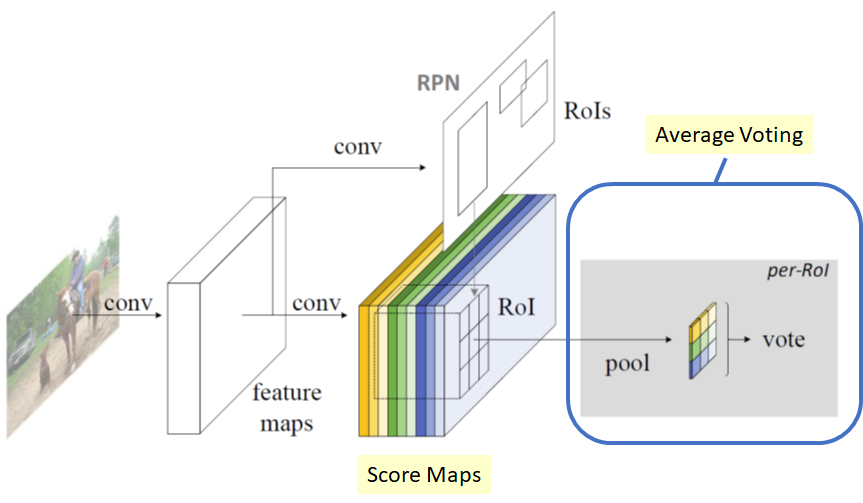 RPN
RoIs
Average Voting
conv
per-RoI
conv
conv
RoI
pool
vote
feature
maps
Score Maps